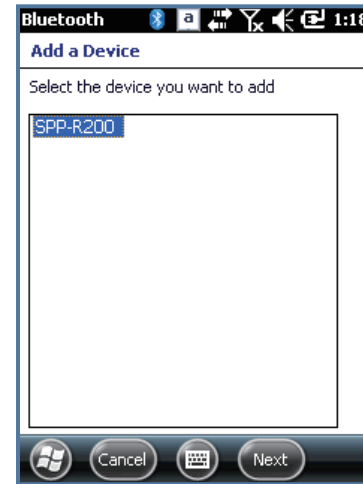 Bluetooth a 1:18
Add a Device
Select the device you want to add
SPP-R200
Cancel Next